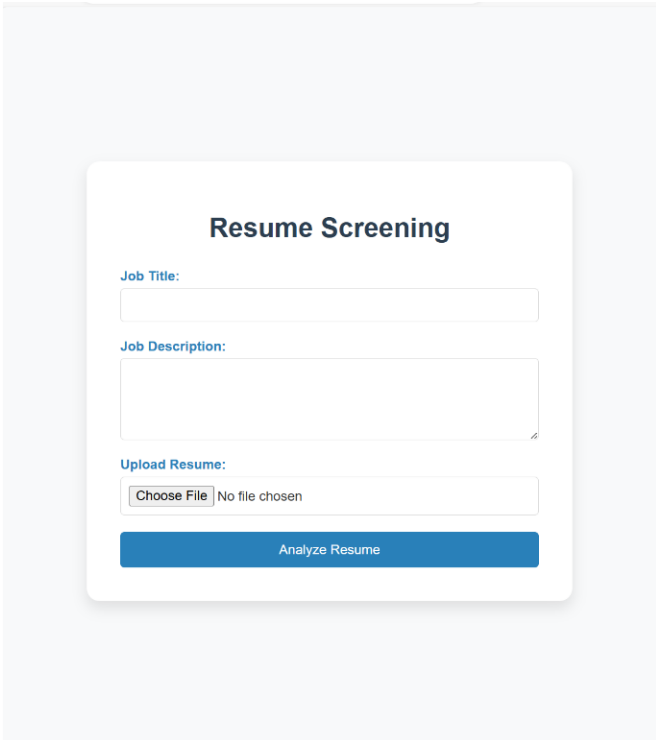 Resume Screening
Job Title:
Job Description:
Upload Resume:
Choose File No file chosen
Analyze Resume